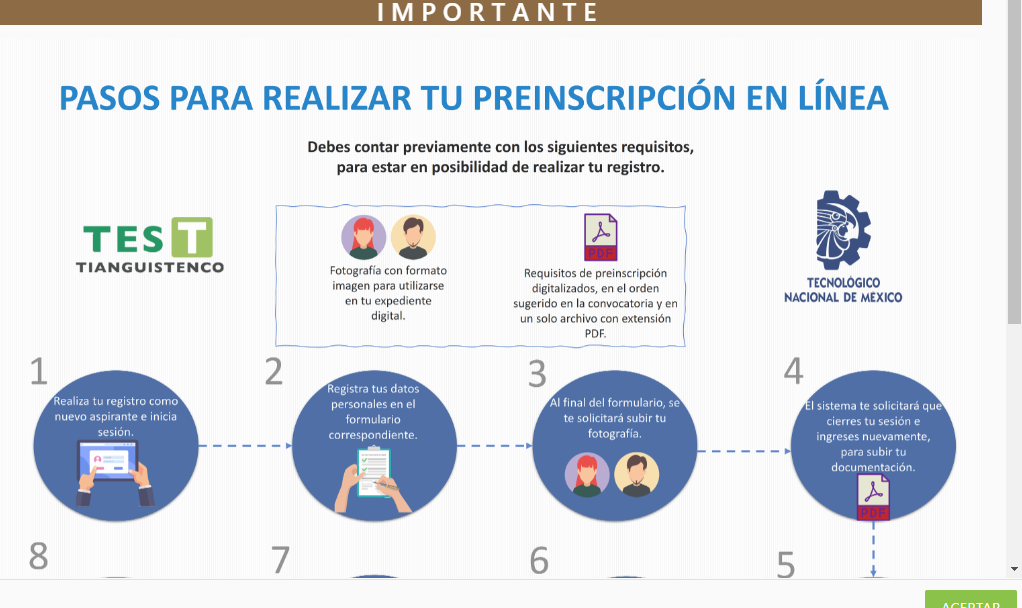 IMPORTANTE
PASOS PARA REALIZAR TU PREINSCRIPCIÓN EN LÍNEA
Debes contar previamente con los siguientes requisitos,
para estar en posibilidad de realizar tu registro.
TEST
TIANGUISTENCO
Fotografía con formato
imagen para utilizarse
en tu expediente
digital.
PDF
Requisitos de preinscripción
digitalizados, en el orden
sugerido en la convocatoria y en
un solo archivo con extensión
PDF.
TECNOLÓGICO
NACIONAL DE MÉXICO
1
Realiza tu registro como
nuevo aspirante e inicia
sesión.
2
Registra tus datos
personales en el
formulario
correspondiente.
3
Al final del formulario, se
te solicitará subir tu
fotografía.
4
El sistema te solicitará que
cierres tu sesión e
ingreses nuevamente,
para subir tu
documentación.
PDF
8
7
6
5
ACEPTAR